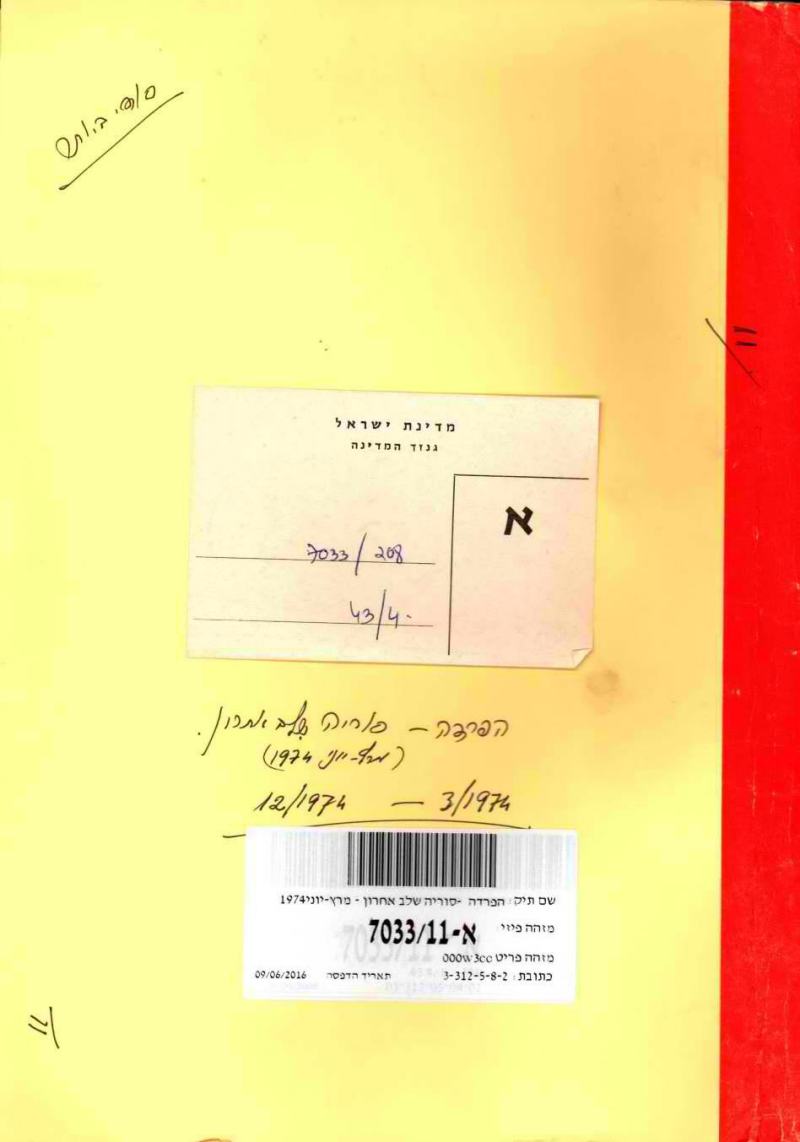 מדינת ישראל
גנזך המדינה
א
7033/208
43/4-
הפרדה – סוריה שלב אחרון.
(מרץ-יוני 1974)
12/1974 — 3/1974
שם תיק: הפרדה -סוריה שלב אחרון - מרץ-יוני1974
מזהה פיזי
7033/11-א
מזהה פריט 000w3cc
כתובת: 3-312-5-8-2 תאריך הדפסה 09/06/2016
11